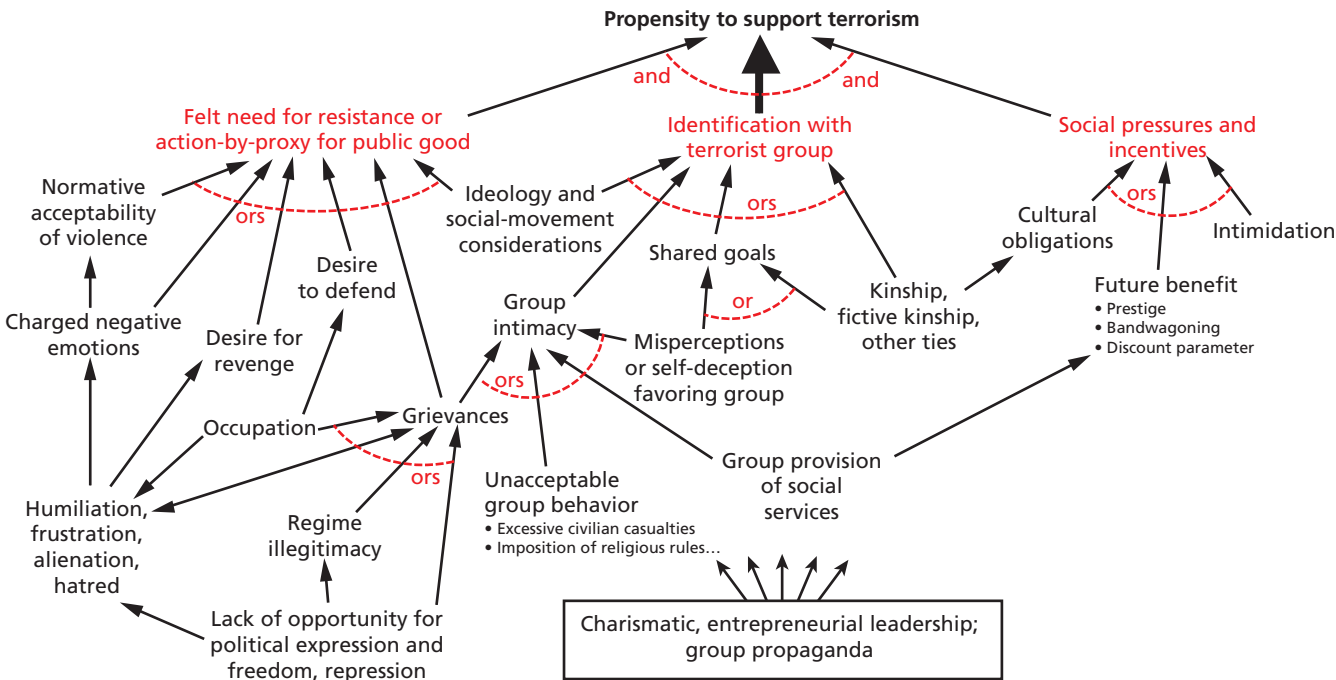 Propensity to support terrorism
and
and
Felt need for resistance or
action-by-proxy for public good
Identification with
terrorist group
Social pressures and
incentives
Normative
acceptability
of violence
ors
Ideology and
social-movement
considerations
ors
ors
Cultural
obligations
Intimidation
Shared goals
Desire
to defend
Group
intimacy
or
Kinship,
fictive kinship,
other ties
Future benefit
• Prestige
• Bandwagoning
• Discount parameter
Charged negative
emotions
Desire for
revenge
Misperceptions
or self-deception
favoring group
ors
Occupation
Grievances
ors
Group provision
of social
services
Unacceptable
group behavior
• Excessive civilian casualties
• Imposition of religious rules…
Humiliation,
frustration,
alienation,
hatred
Regime
illegitimacy
Lack of opportunity for
political expression and
freedom, repression
Charismatic, entrepreneurial leadership;
group propaganda